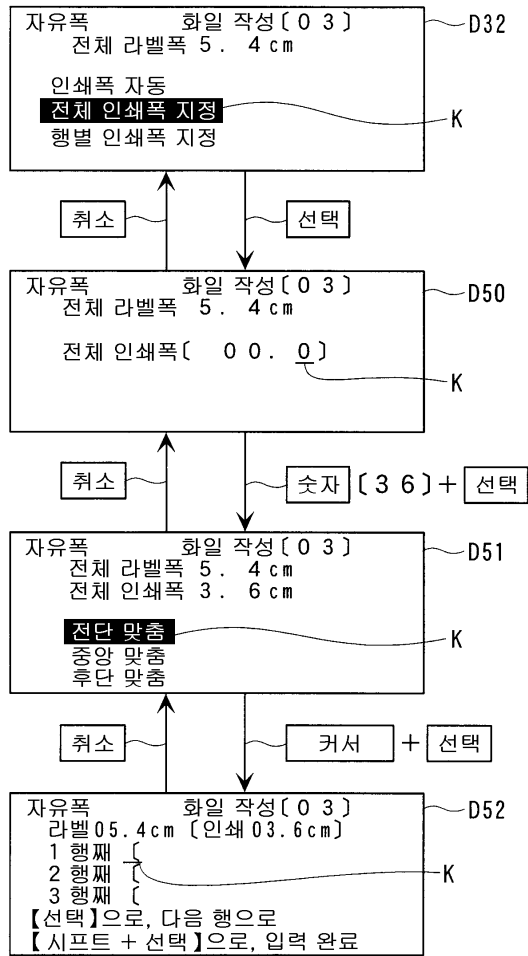 자유폭 화일 작성〔03〕 D32
전체 라벨폭 5. 4cm
인쇄폭 자동
전체 인쇄폭 지정 K
행별 인쇄폭 지정
취소 선택
자유폭 화일 작성〔03〕 D50
전체 라벨폭 5. 4cm
전체 인쇄폭〔 00. 0〕
K
취소 숫자〔36〕+ 선택
자유폭 화일 작성〔03〕 D51
전체 라벨폭 5. 4cm
전체 인쇄폭 3. 6cm
전단 맞춤 K
중앙 맞춤
후단 맞춤
취소 커서 + 선택
자유폭 화일 작성〔03〕 D52
라벨05.4cm〔인쇄03.6cm〕
1행째〔
2행째〔 K
3행째〔
【선택】으로, 다음 행으로
【시프트 + 선택】으로, 입력 완료